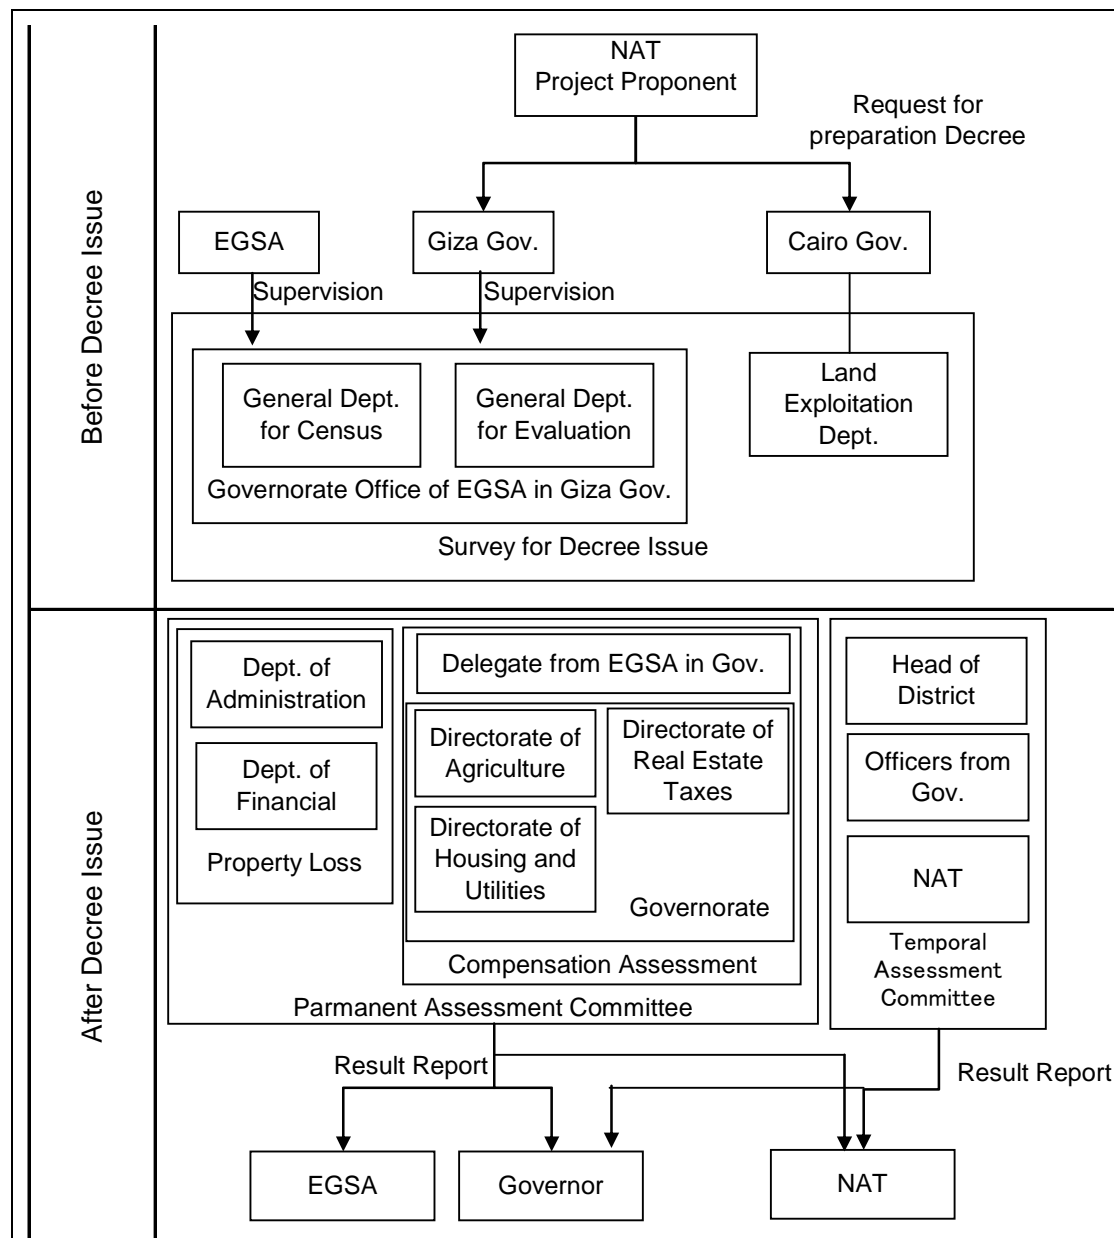 NAT
Project Proponent
Request for
preparation Decree
EGSA
Giza Gov.
Cairo Gov.
Supervision
Supervision
General Dept.
for Census
General Dept.
for Evaluation
Land
Exploitation
Dept.
Governorate Office of EGSA in Giza Gov.
Survey for Decree Issue
Before Decree Issue
Dept. of
Administration
Dept. of
Financial
Property Loss
Delegate from EGSA in Gov.
Directorate of
Agriculture
Directorate of
Real Estate
Taxes
Directorate of
Housing and
Utilities
Governorate
Compensation Assessment
Parmanent Assessment Committee
Head of
District
Officers from
Gov.
NAT
Temporal
Assessment
Committee
After Decree Issue
Result Report
Result Report
EGSA
Governor
NAT